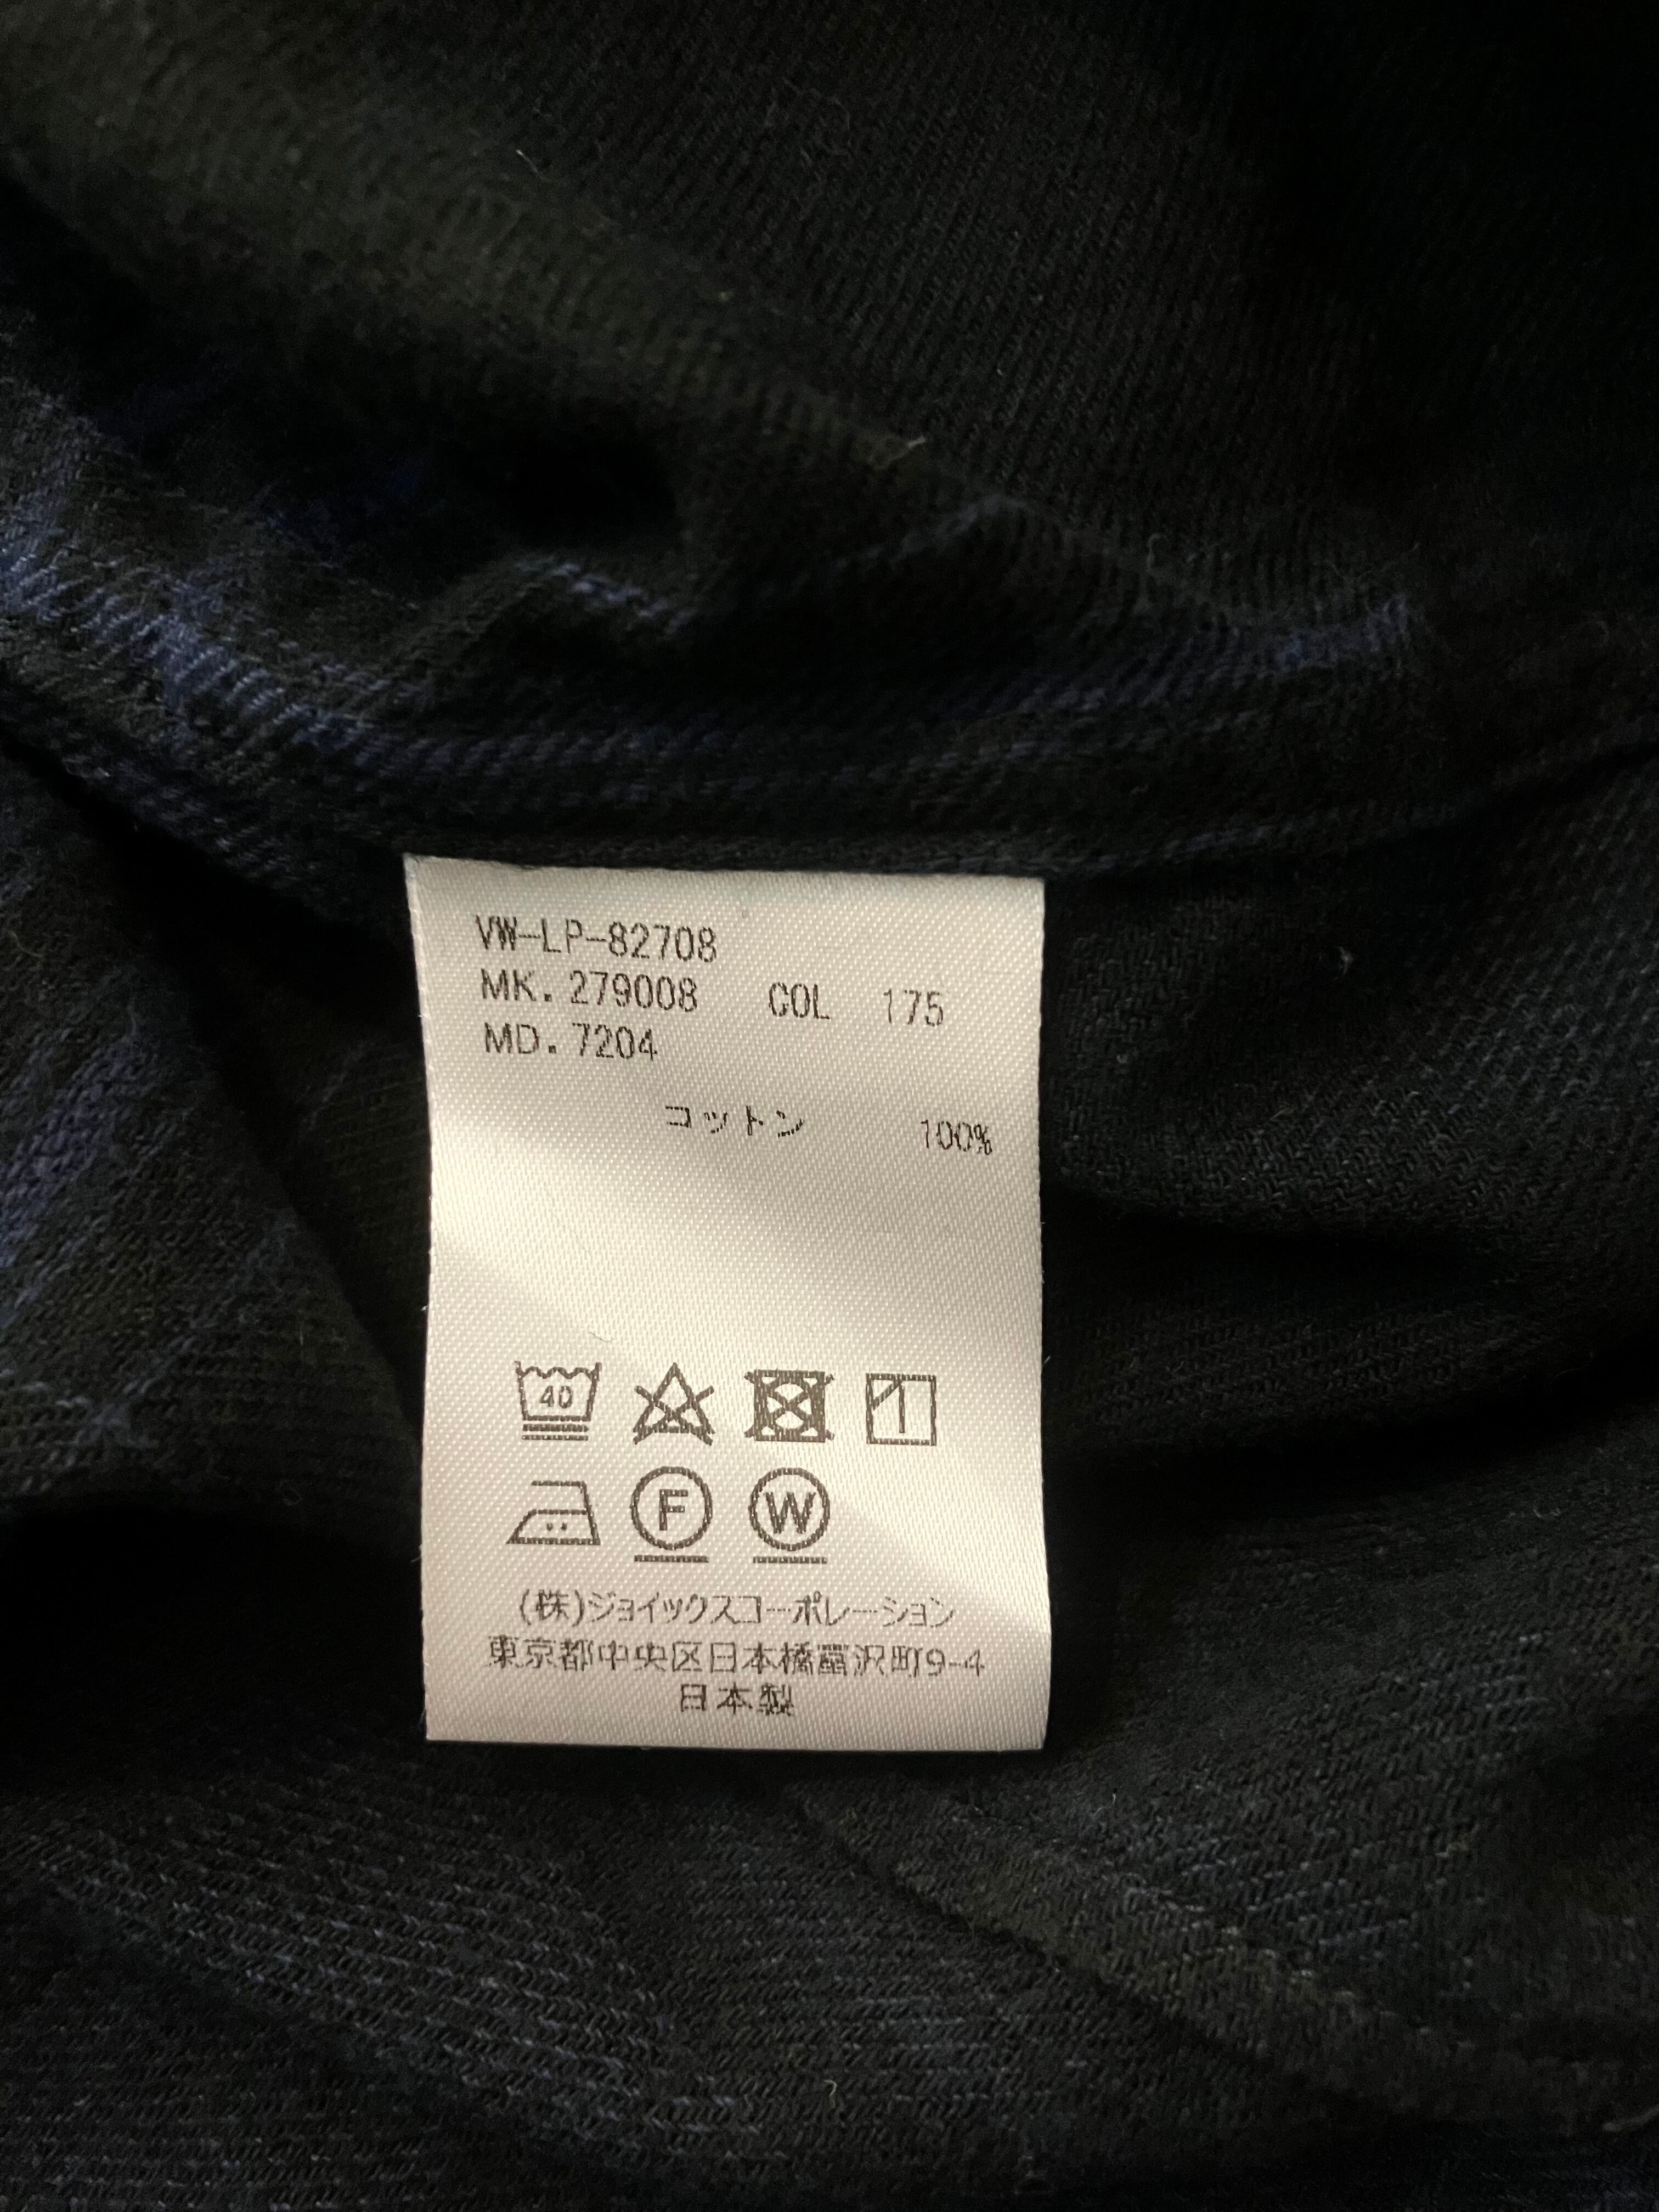 VW-LP-82708
MK. 279008 COL 175
MD. 7204
コットン 100%
40
F W
(株)ジョイックスコーポレーション
東京都中央区日本橋富沢町9-4
日本製